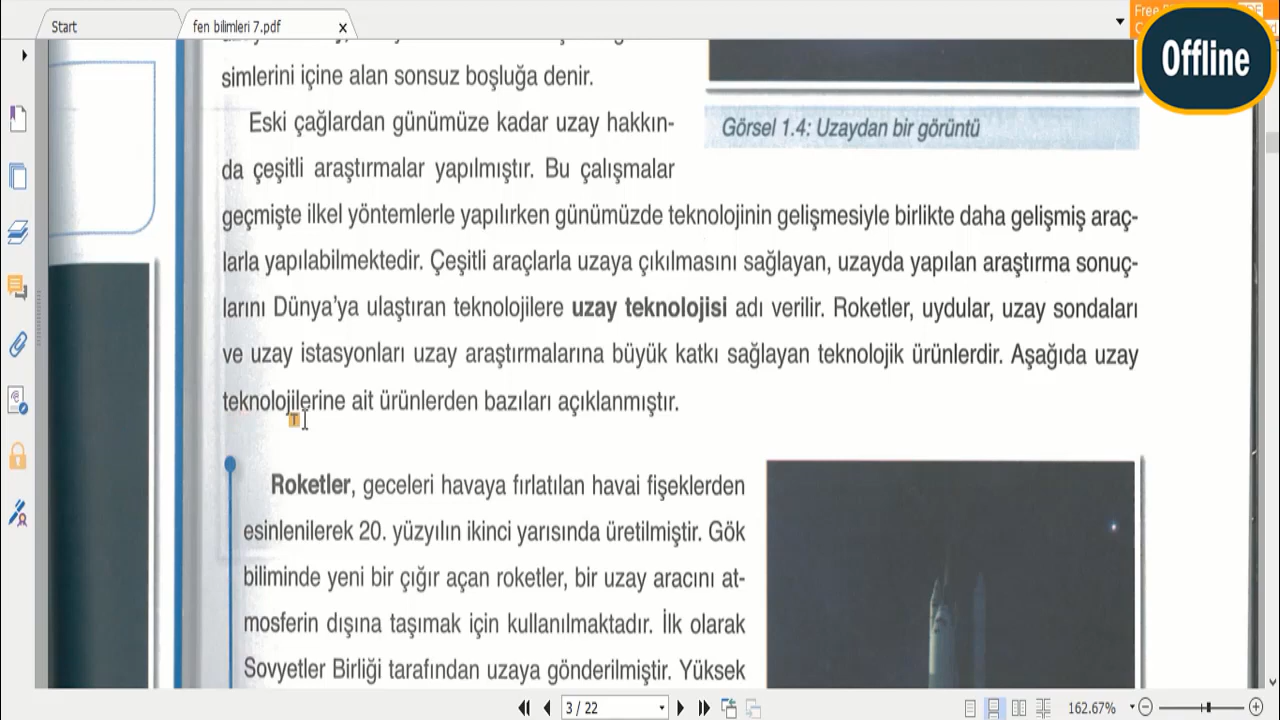 Start
fen bilimleri 7.pdf
Offline
simlerini içine alan sonsuz boşluğa denir.
Eski çağlardan günümüze kadar uzay hakkın-
da çeşitli araştırmalar yapılmıştır. Bu çalışmalar
Görsel 1.4: Uzaydan bir görüntü
geçmişte ilkel yöntemlerle yapılırken günümüzde teknolojinin gelişmesiyle birlikte daha gelişmiş araç-
larla yapılabilmektedir. Çeşitli araçlarla uzaya çıkılmasını sağlayan, uzayda yapılan araştırma sonuç-
larını Dünya'ya ulaştıran teknolojilere uzay teknolojisi adı verilir. Roketler, uydular, uzay sondaları
ve uzay istasyonları uzay araştırmalarına büyük katkı sağlayan teknolojik ürünlerdir. Aşağıda uzay
teknolojilerine ait ürünlerden bazıları açıklanmıştır.
Roketler, geceleri havaya fırlatılan havai fişeklerden
esinlenilerek 20. yüzyılın ikinci yarısında üretilmiştir. Gök
biliminde yeni bir çığır açan roketler, bir uzay aracını at-
mosferin dışına taşımak için kullanılmaktadır. İlk olarak
Sovyetler Birliği tarafından uzaya gönderilmiştir. Yüksek
3 / 22
162.67%